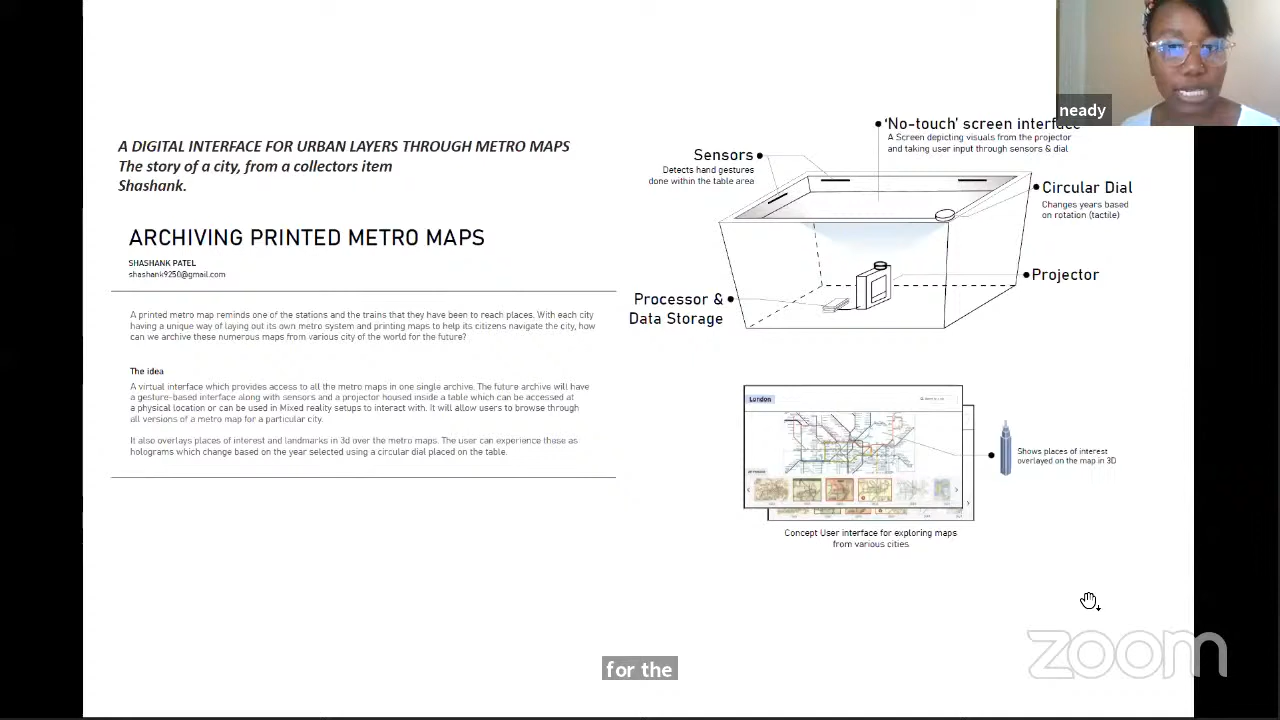 A DIGITAL INTERFACE FOR URBAN LAYERS THROUGH METRO MAPS
The story of a city, from a collectors item
Shashank.
ARCHIVING PRINTED METRO MAPS
SHASHANK PATEL
shashank9250@gmail.com
A printed metro map reminds one of the stations and the trains that they have been to reach places. With each city
having a unique way of laying out its own metro system and printing maps to help its citizens navigate the city, how
can we archive these numerous maps from various city of the world for the future?
The idea
A virtual interface which provides access to all the metro maps in one single archive. The future archive will have
a gesture-based interface along with sensors and a projector housed inside a table which can be accessed at
a physical location or can be used in Mixed reality setups to interact with. It will allow users to browse through
all versions of a metro map for a particular city.
It also overlays places of interest and landmarks in 3d over the metro maps. The user can experience these as
holograms which change based on the year selected using a circular dial placed on the table.
'No-touch' screen interface
A Screen depicting visuals from the projector
and taking user input through sensors & dial
Sensors
Detects hand gestures
done within the table area
Circular Dial
Changes years based
on rotation (tactile)
Projector
Processor &
Data Storage
London
Shows places of interest
overlayed on the map in 3D
Concept User interface for exploring maps
from various cities
neady
for the
zoom